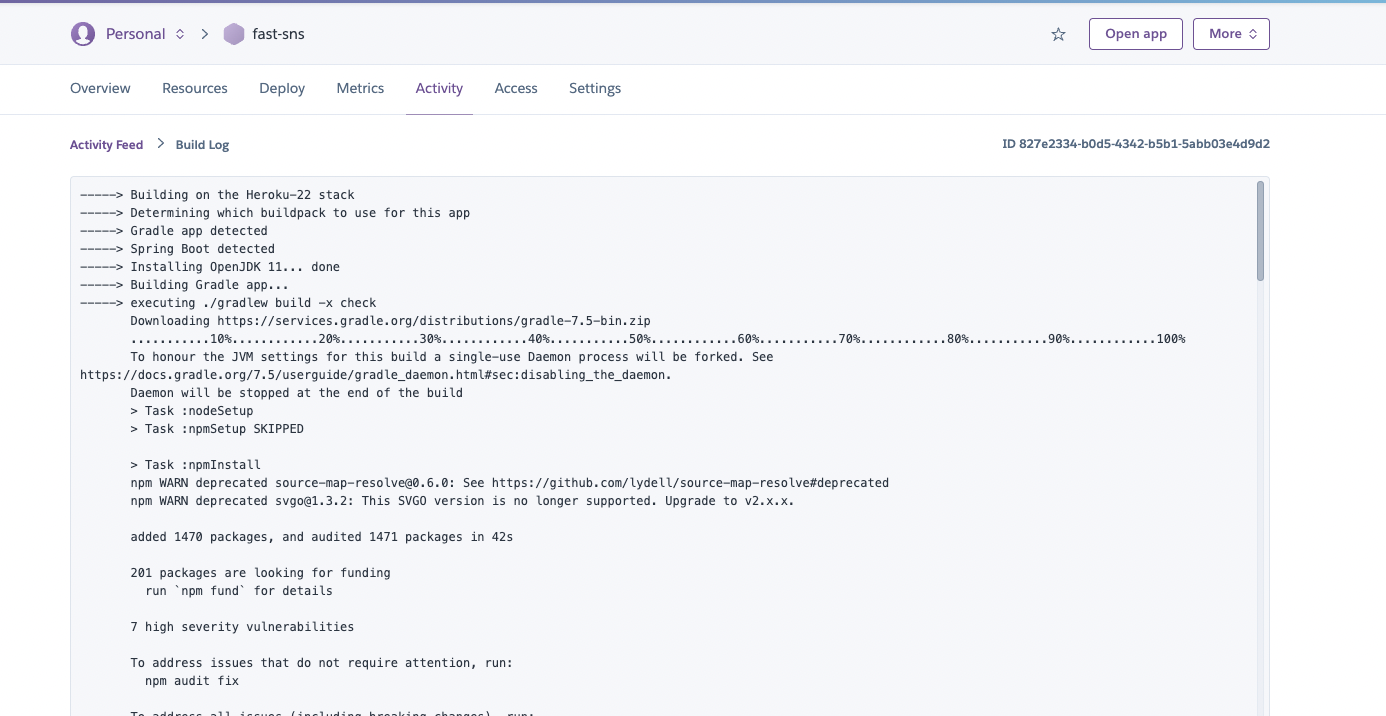 Personal
fast-sns
Open app
More
Overview
Resources
Deploy
Metrics
Activity
Access
Settings
Activity Feed > Build Log
ID 827e2334-b0d5-4342-b5b1-5abb03e4d9d2
-----> Building on the Heroku-22 stack
-----> Determining which buildpack to use for this app
-----> Gradle app detected
-----> Spring Boot detected
-----> Installing OpenJDK 11... done
-----> Building Gradle app...
-----> executing ./gradlew build -x check
Downloading https://services.gradle.org/distributions/gradle-7.5-bin.zip
...........10%............20%...........30%............40%...........50%............60%...........70%............80%...........90%............100%
To honour the JVM settings for this build a single-use Daemon process will be forked. See
https://docs.gradle.org/7.5/userguide/gradle_daemon.html#sec:disabling_the_daemon.
Daemon will be stopped at the end of the build
> Task :nodeSetup
> Task :npmSetup SKIPPED
> Task :npmInstall
npm WARN deprecated source-map-resolve@0.6.0: See https://github.com/lydell/source-map-resolve#deprecated
npm WARN deprecated svgo@1.3.2: This SVGO version is no longer supported. Upgrade to v2.x.x.
added 1470 packages, and audited 1471 packages in 42s
201 packages are looking for funding
run `npm fund` for details
7 high severity vulnerabilities
To address issues that do not require attention, run:
npm audit fix
To address all issues (including breaking changes), run: